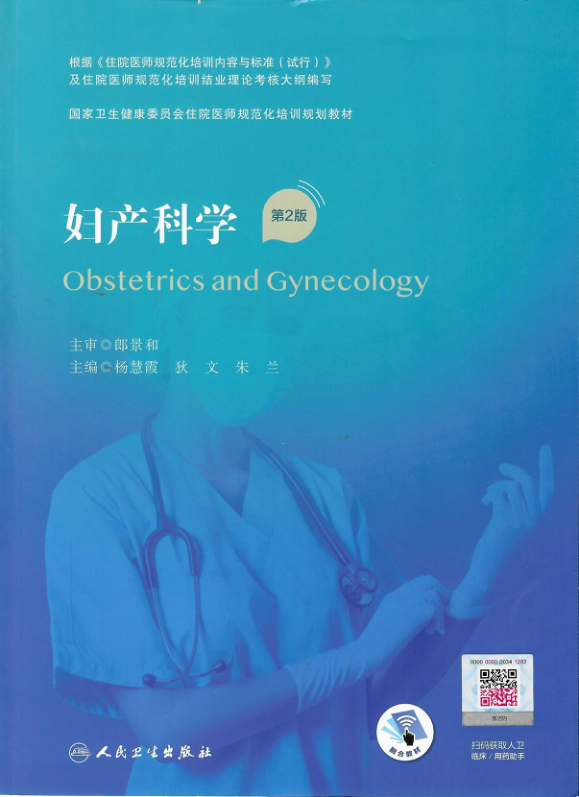 根据《住院医师规范化培训内容与标准（试行）》
及住院医师规范化培训结业理论考核大纲编写
国家卫生健康委员会住院医师规范化培训规划教材
妇产科学
第2版
Obstetrics and Gynecology
主审◎郎景和
主编◎杨慧霞 狄 文 朱 兰
0000 0000 0034 1283
融合教材
人民卫生出版社
扫码获取人卫
临床/用药助手